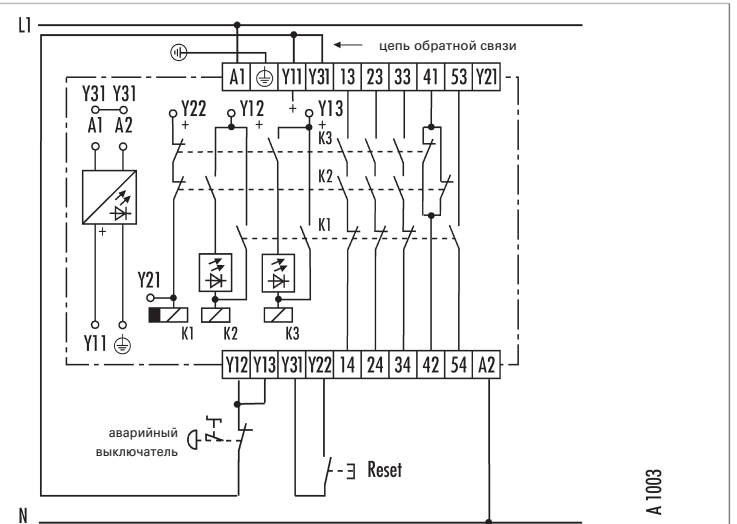 L1
цепь обратной связи
A1 Y11 Y31 13 23 33 41 53 Y21
+
Y31 Y31
A1 A2
Y22 Y12 Y13
+ + +
K3
K2
K1
+
Y21
K1 K2 K3
Y11
Y12 Y13 Y31 Y22 14 24 34 42 54 A2
аварийный
выключатель
Reset
N
A 1003